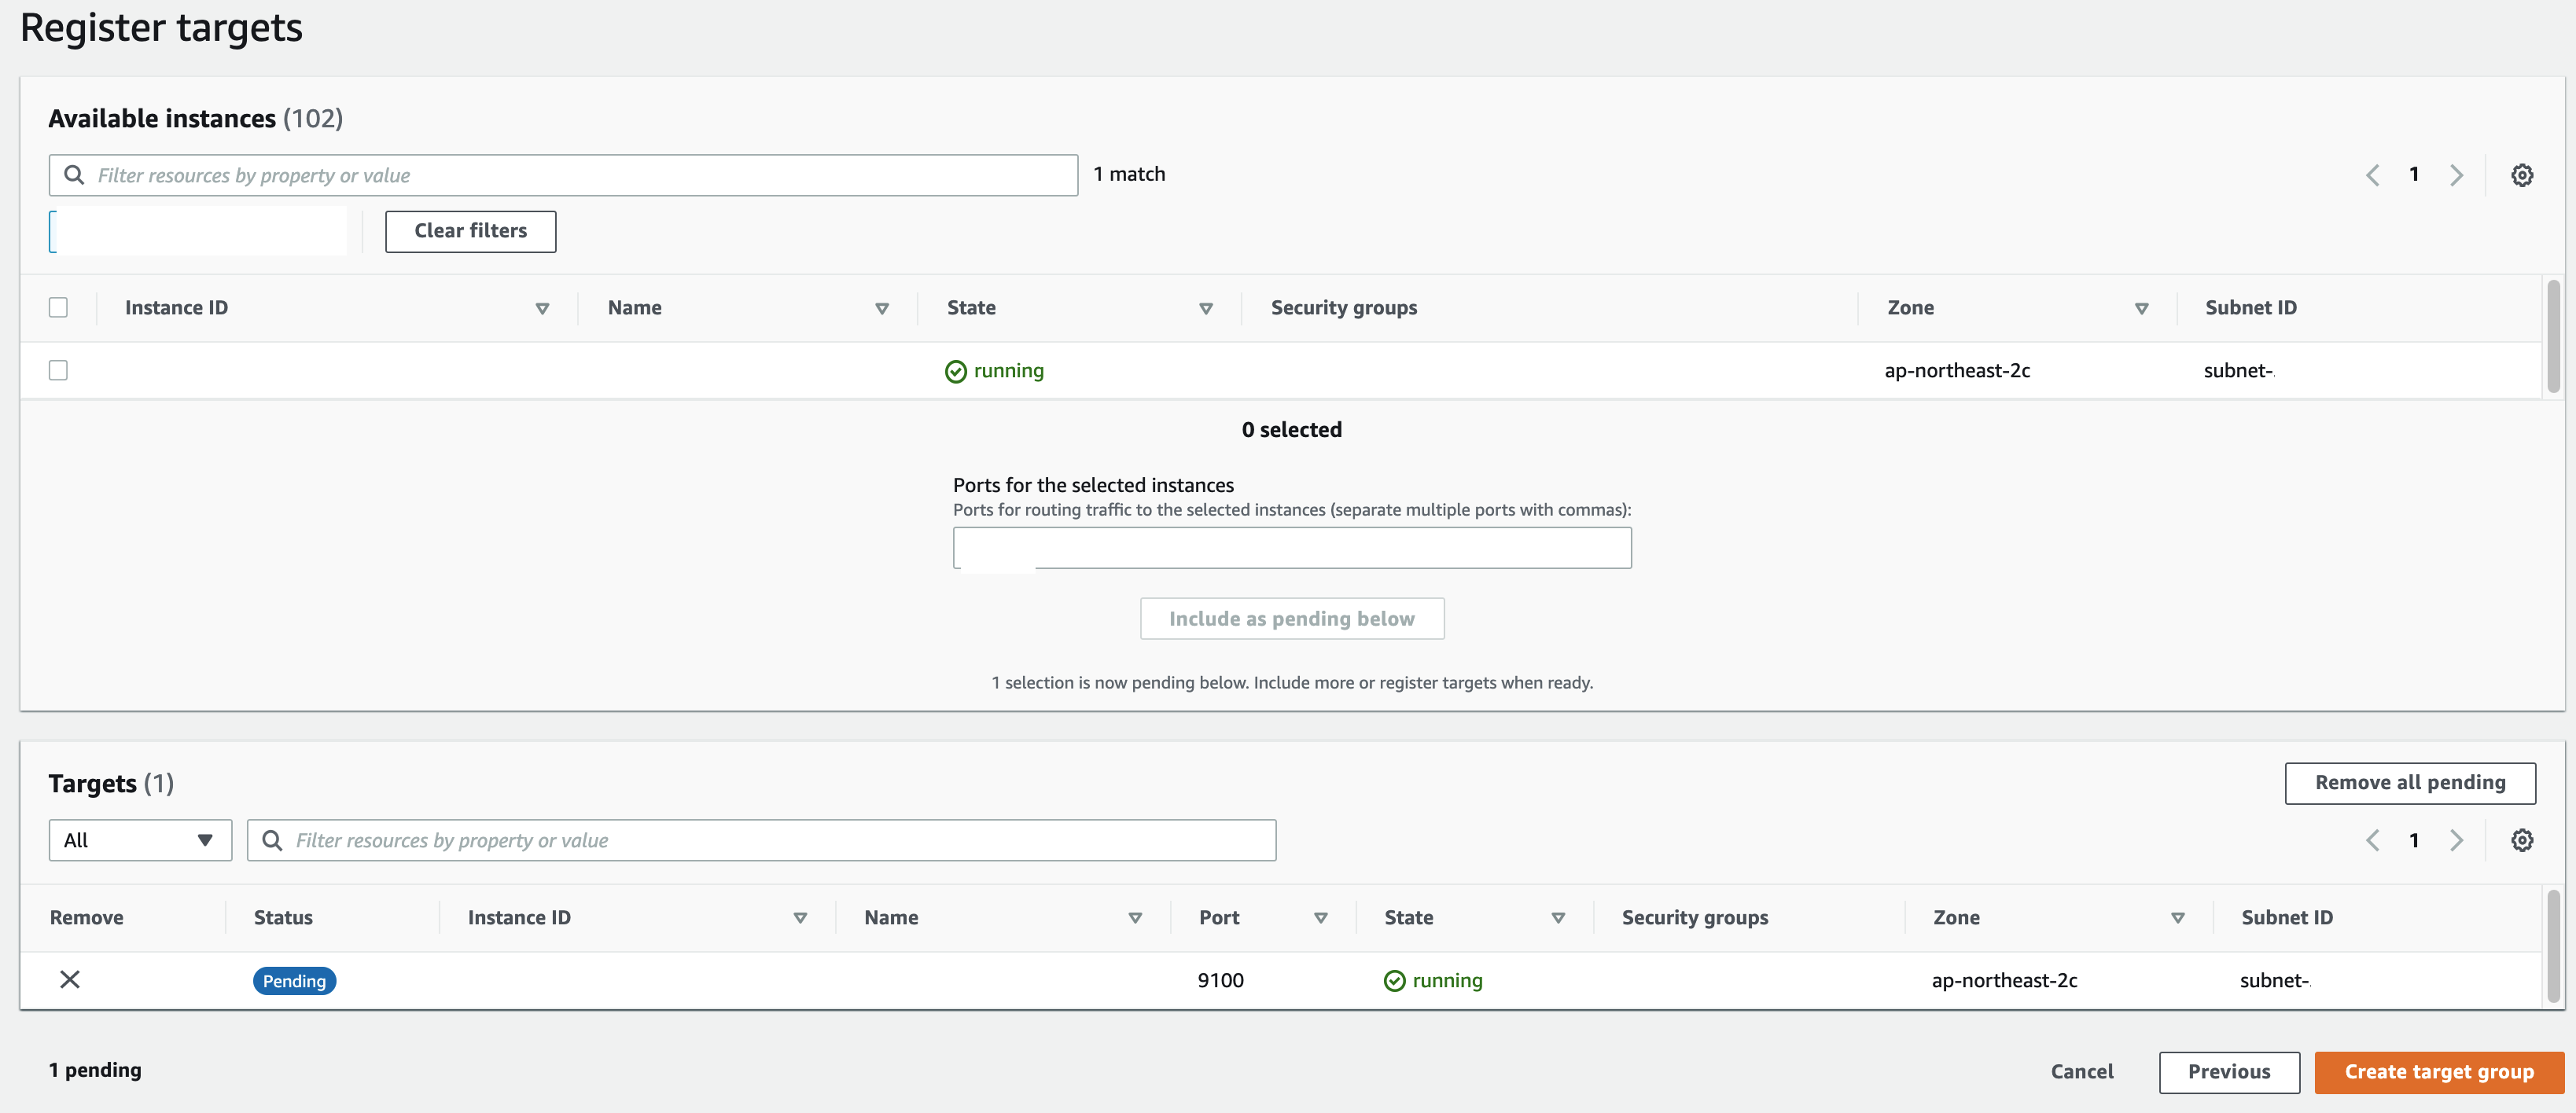 Register targets
Available instances (102)
Filter resources by property or value
1 match
1
Clear filters
Instance ID
Name
State
Security groups
Zone
Subnet ID
running
ap-northeast-2c
subnet-
0 selected
Ports for the selected instances
Ports for routing traffic to the selected instances (separate multiple ports with commas):
Include as pending below
1 selection is now pending below. Include more or register targets when ready.
Targets (1)
Remove all pending
All
Filter resources by property or value
1
Remove
Status
Instance ID
Name
Port
State
Security groups
Zone
Subnet ID
Pending
9100
running
ap-northeast-2c
subnet-
1 pending
Cancel
Previous
Create target group